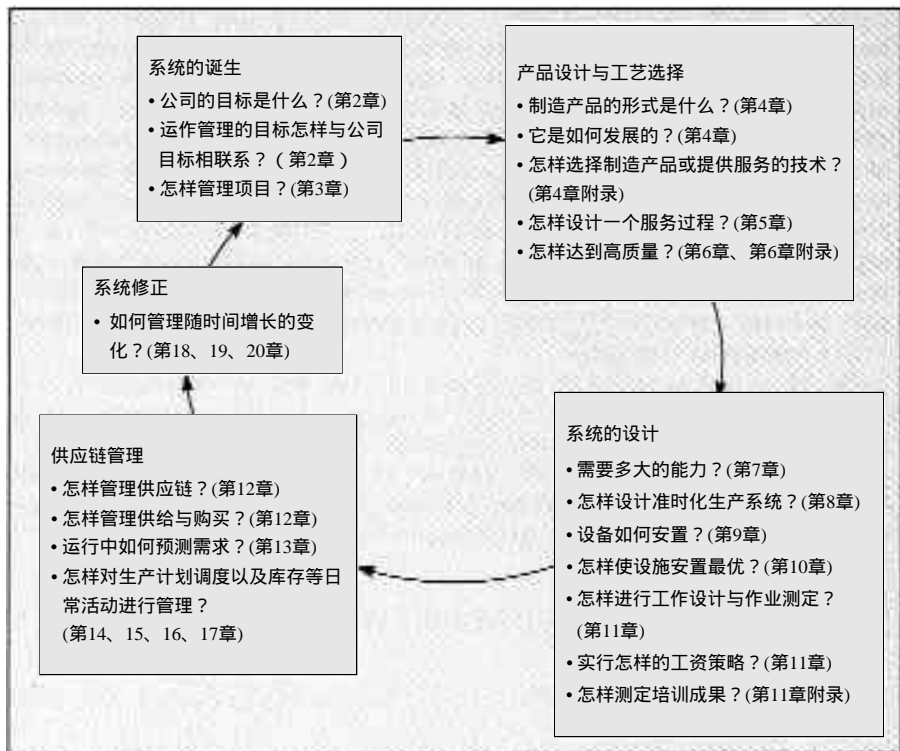 系统的诞生
• 公司的目标是什么？(第2章)
• 运作管理的目标怎样与公司
目标相联系？（第2章）
• 怎样管理项目？(第3章)
产品设计与工艺选择
• 制造产品的形式是什么？(第4章)
• 它是如何发展的？(第4章)
• 怎样选择制造产品或提供服务的技术？
(第4章附录)
• 怎样设计一个服务过程？(第5章)
• 怎样达到高质量？(第6章、第6章附录)
系统的设计
• 需要多大的能力？(第7章)
• 怎样设计准时化生产系统？(第8章)
• 设备如何安置？(第9章)
• 怎样使设施安置最优？(第10章)
• 怎样进行工作设计与作业测定？
(第11章)
• 实行怎样的工资策略？(第11章)
• 怎样测定培训成果？(第11章附录)
供应链管理
• 怎样管理供应链？(第12章)
• 怎样管理供给与购买？(第12章)
• 运行中如何预测需求？(第13章)
• 怎样对生产计划调度以及库存等日
常活动进行管理？
(第14、15、16、17章)
系统修正
• 如何管理随时间增长的变
化？(第18、19、20章)